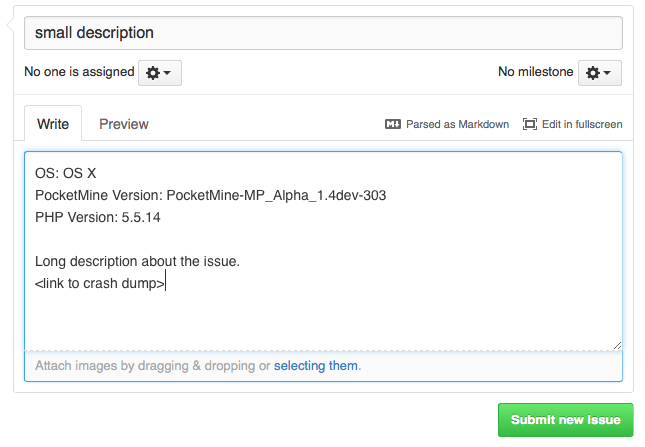 small description
No one is assigned
No milestone
Write
Preview
Parsed as Markdown
Edit in fullscreen
OS: OS X
PocketMine Version: PocketMine-MP_Alpha_1.4dev-303
PHP Version: 5.5.14
Long description about the issue.
<link to crash dump>
Attach images by dragging & dropping or selecting them.
Submit new issue